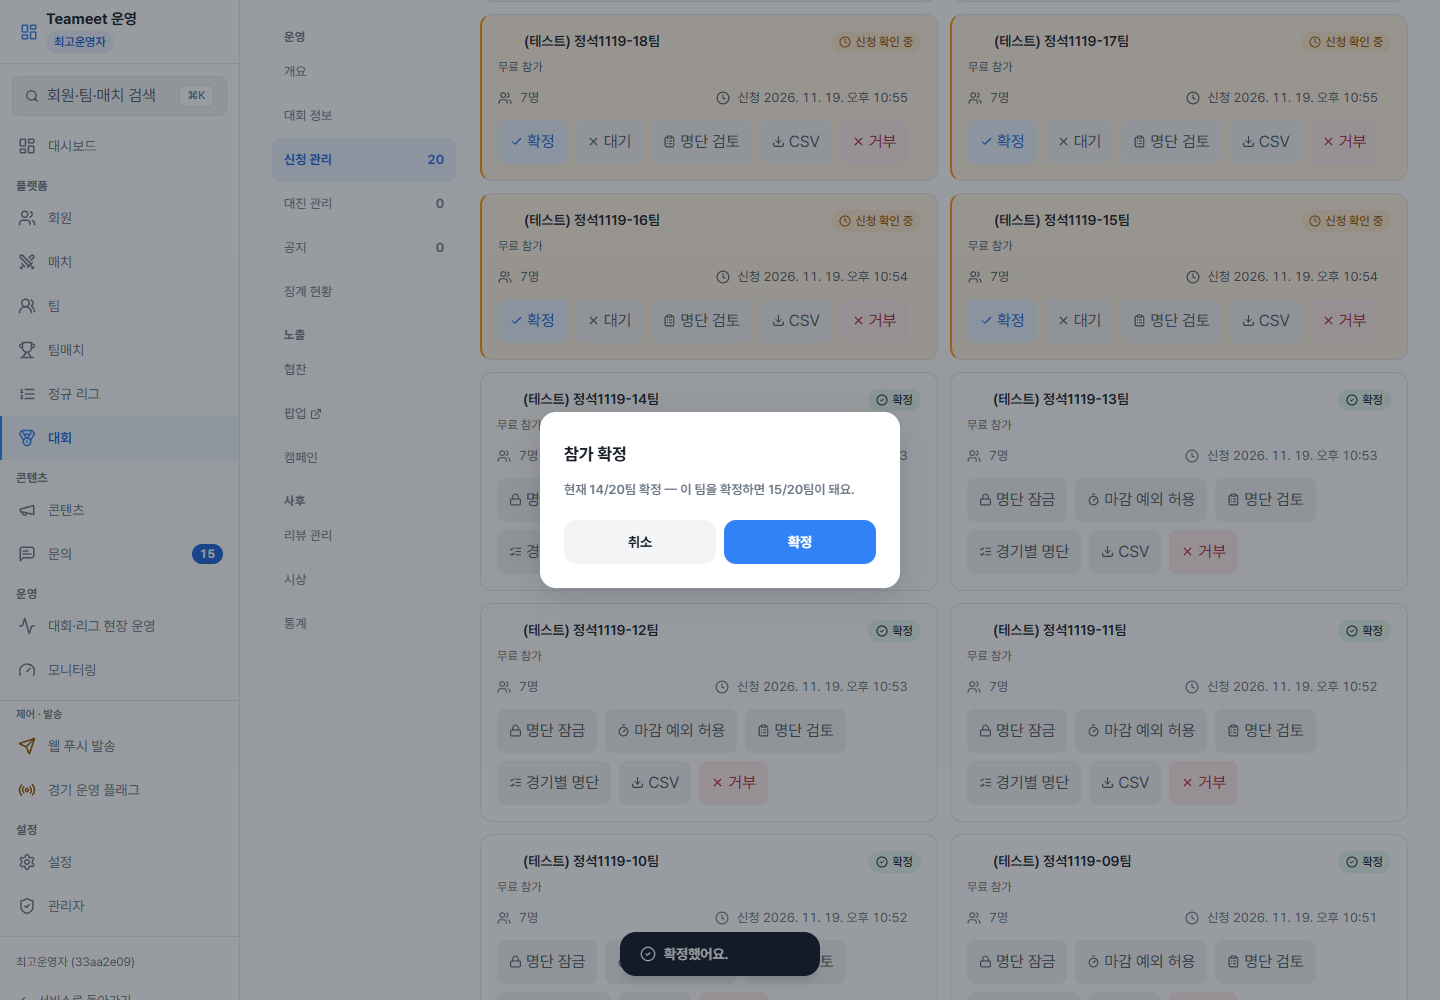 Teameet 운영
최고운영자
회원·팀·매치 검색
⌘K
대시보드
플랫폼
회원
매치
팀
팀매치
정규 리그
대회
콘텐츠
콘텐츠
문의
15
운영
대회·리그 현장 운영
모니터링
제어 · 발송
웹 푸시 발송
경기 운영 플래그
설정
설정
관리자
최고운영자 (33aa2e09)
운영
개요
대회 정보
신청 관리
20
대진 관리
0
공지
0
징계 현황
노출
협찬
팝업
캠페인
사후
리뷰 관리
시상
통계
(테스트) 정석1119-18팀
신청 확인 중
무료 참가
7명
신청 2026. 11. 19. 오후 10:55
확정
대기
명단 검토
CSV
거부
(테스트) 정석1119-17팀
신청 확인 중
무료 참가
7명
신청 2026. 11. 19. 오후 10:55
확정
대기
명단 검토
CSV
거부
(테스트) 정석1119-16팀
신청 확인 중
무료 참가
7명
신청 2026. 11. 19. 오후 10:54
확정
대기
명단 검토
CSV
거부
(테스트) 정석1119-15팀
신청 확인 중
무료 참가
7명
신청 2026. 11. 19. 오후 10:54
확정
대기
명단 검토
CSV
거부
(테스트) 정석1119-14팀
확정
무료 참가
7명
3
명
경
(테스트) 정석1119-13팀
확정
무료 참가
7명
신청 2026. 11. 19. 오후 10:53
명단 잠금
마감 예외 허용
명단 검토
경기별 명단
CSV
거부
참가 확정
현재 14/20팀 확정 — 이 팀을 확정하면 15/20팀이 돼요.
취소
확정
(테스트) 정석1119-12팀
확정
무료 참가
7명
신청 2026. 11. 19. 오후 10:53
명단 잠금
마감 예외 허용
명단 검토
경기별 명단
CSV
거부
(테스트) 정석1119-11팀
확정
무료 참가
7명
신청 2026. 11. 19. 오후 10:52
명단 잠금
마감 예외 허용
명단 검토
경기별 명단
CSV
거부
(테스트) 정석1119-10팀
확정
무료 참가
7명
신청 2026. 11. 19. 오후 10:52
명단 잠금
토
(테스트) 정석1119-09팀
확정
무료 참가
7명
신청 2026. 11. 19. 오후 10:51
명단 잠금
마감 예외 허용
명단 검토
확정했어요.